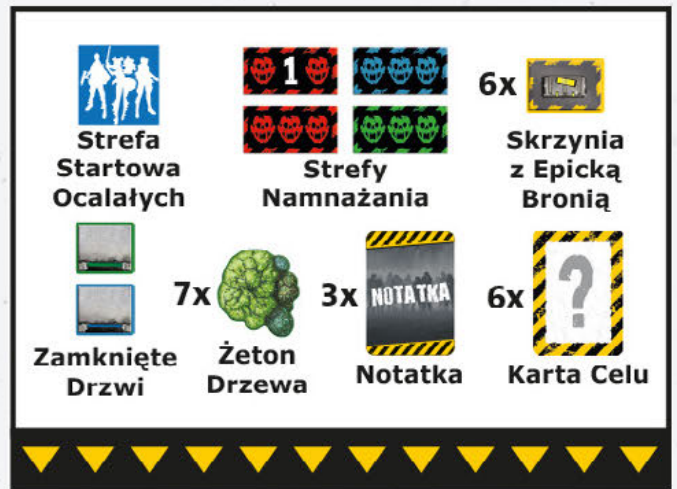 1
6x
Strefa
Startowa
Ocalałych
Strefy
Namnażania
Skrzynia
z Epicką
Bronią
7x
3x
NOTATKA
6x
?
Zamknięte
Drzwi
Żeton
Drzewa
Notatka
Karta Celu